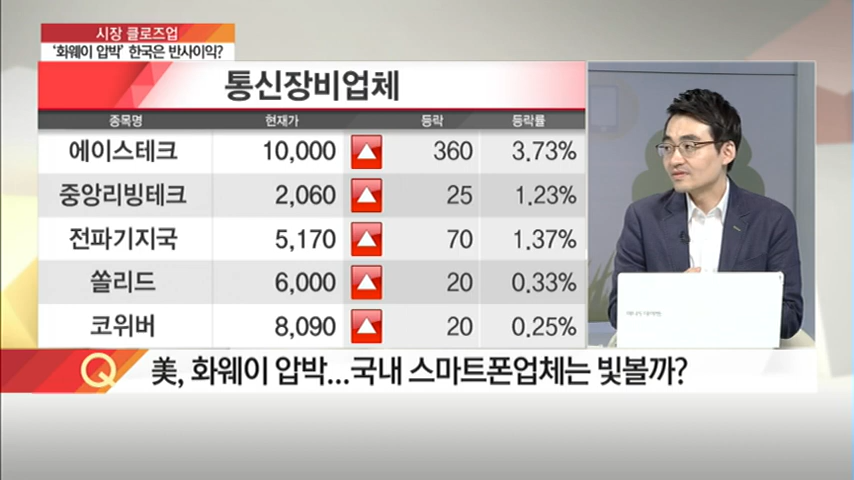 시장 클로즈업
‘화웨이 압박’ 한국은 반사이익?
통신장비업체
종목명 현재가 등락 등락률
에이스테크 10,000 ▲ 360 3.73%
중앙리빙테크 2,060 ▲ 25 1.23%
전파기지국 5,170 ▲ 70 1.37%
쏠리드 6,000 ▲ 20 0.33%
코위버 8,090 ▲ 20 0.25%
Q 美, 화웨이 압박...국내 스마트폰업체는 빛볼까?